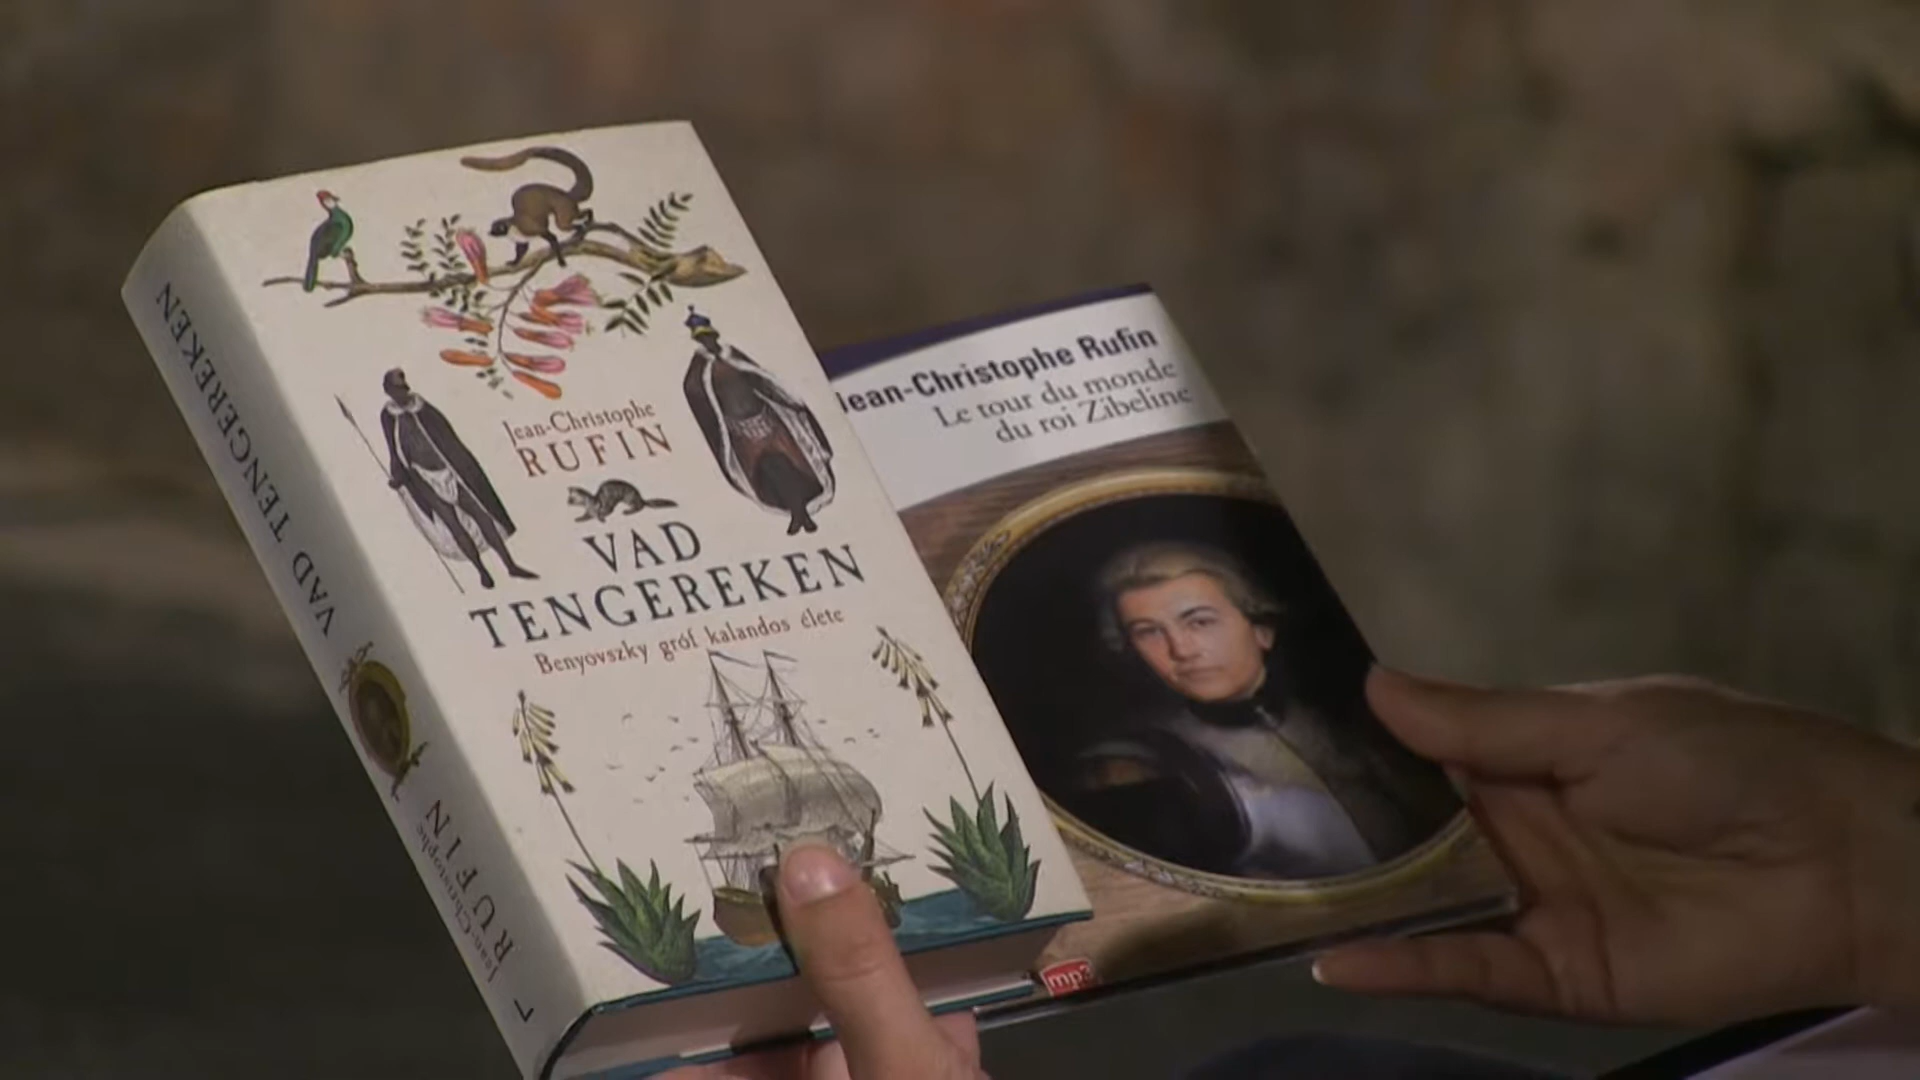 Jean-Christophe
RUFIN
VAD
TENGEREKEN
Benyovszky gróf kalandos élete
VAD TENGEREKEN
Jean-Christophe
RUFIN
Jean-Christophe Rufin
Le tour du monde
du roi Zibeline
mp3